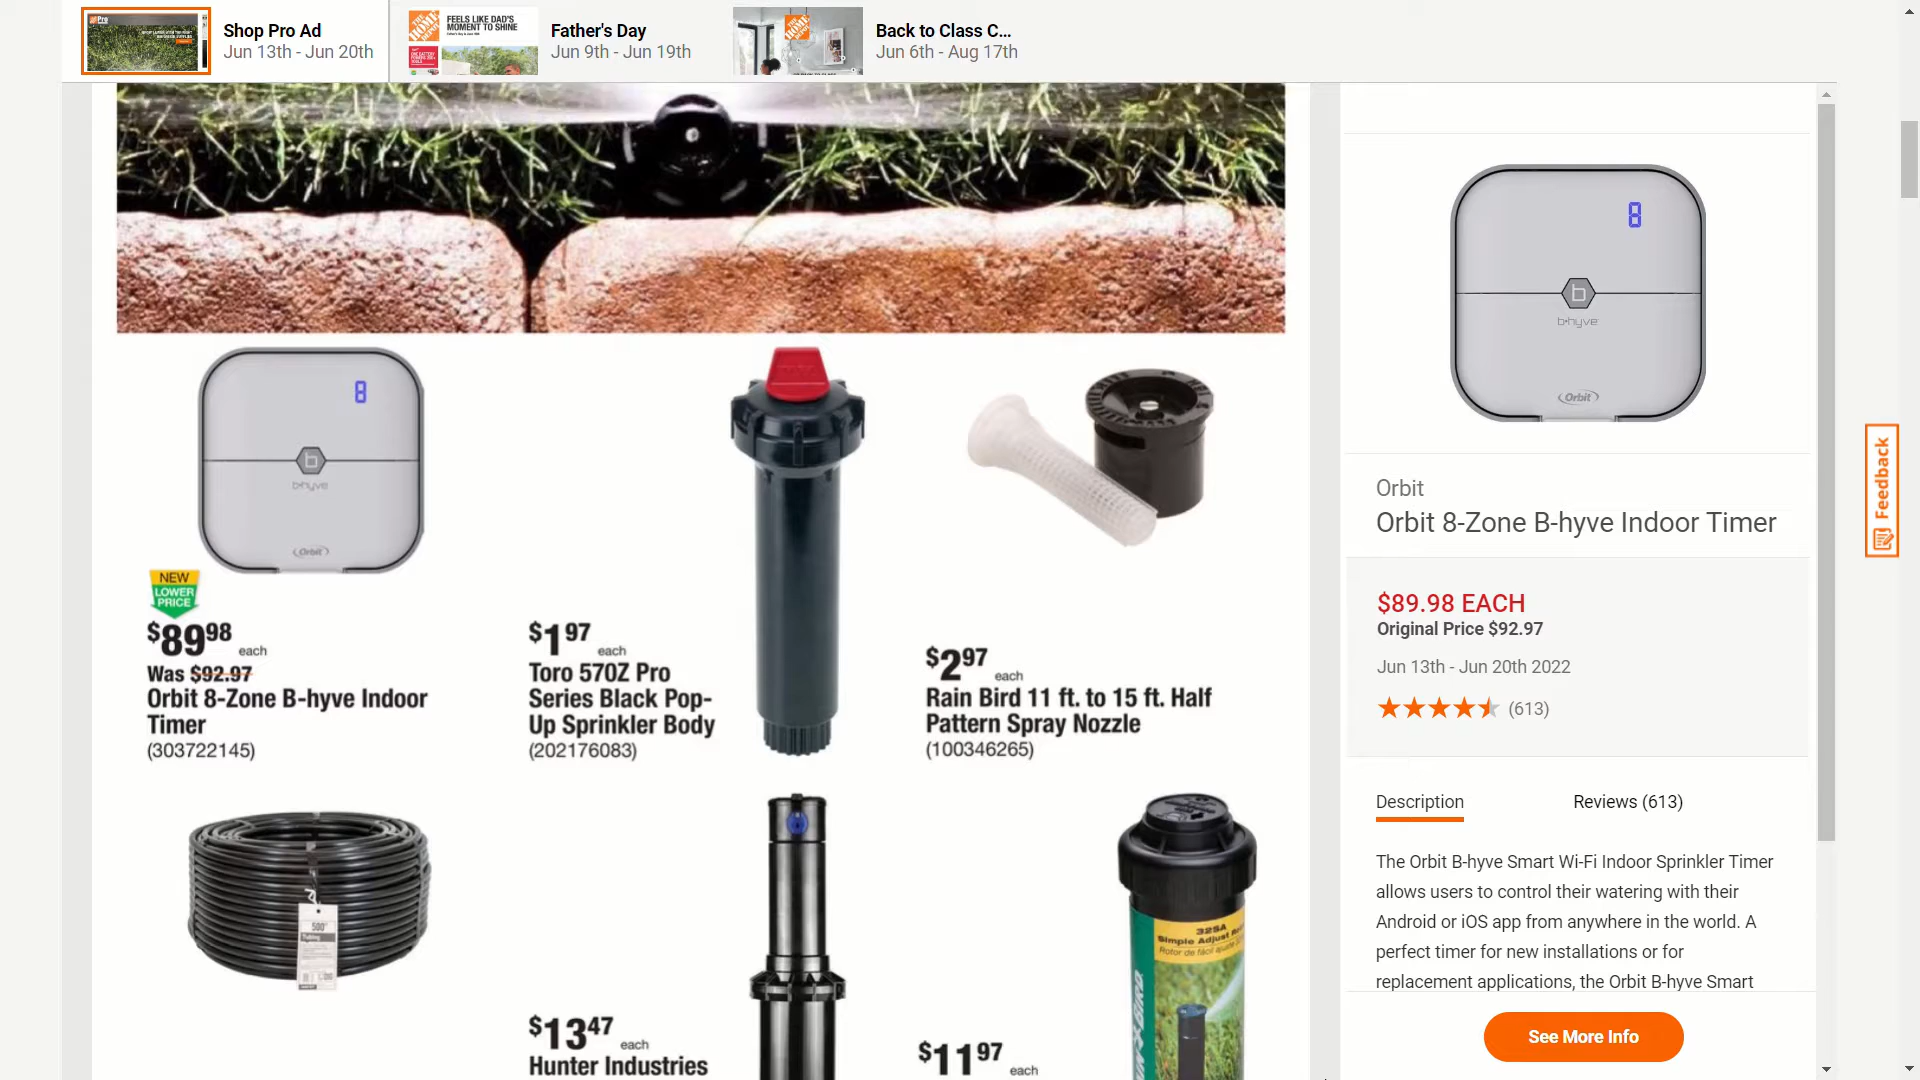 Shop Pro Ad
Jun 13th - Jun 20th
FEELS LIKE DAD'S
MOMENT TO SHINE
Father's Day
Jun 9th - Jun 19th
Back to Class C...
Jun 6th - Aug 17th
8
b
b•hyve
Orbit
NEW
LOWER
PRICE
$89 98 each
Was $92.97
Orbit 8-Zone B-hyve Indoor
Timer
(303722145)
$1 97 each
Toro 570Z Pro
Series Black Pop-
Up Sprinkler Body
(202176083)
$2 97 each
Rain Bird 11 ft. to 15 ft. Half
Pattern Spray Nozzle
(100346265)
500'
Tubing
$13 47 each
Hunter Industries
32SA
Simple Adjust
$11 97 each
8
b
b•hyve
Orbit
Orbit
Orbit 8-Zone B-hyve Indoor Timer
$89.98 EACH
Original Price $92.97
Jun 13th - Jun 20th 2022
(613)
Description
Reviews (613)
The Orbit B-hyve Smart Wi-Fi Indoor Sprinkler Timer
allows users to control their watering with their
Android or iOS app from anywhere in the world. A
perfect timer for new installations or for
replacement applications, the Orbit B-hyve Smart
See More Info
Feedback